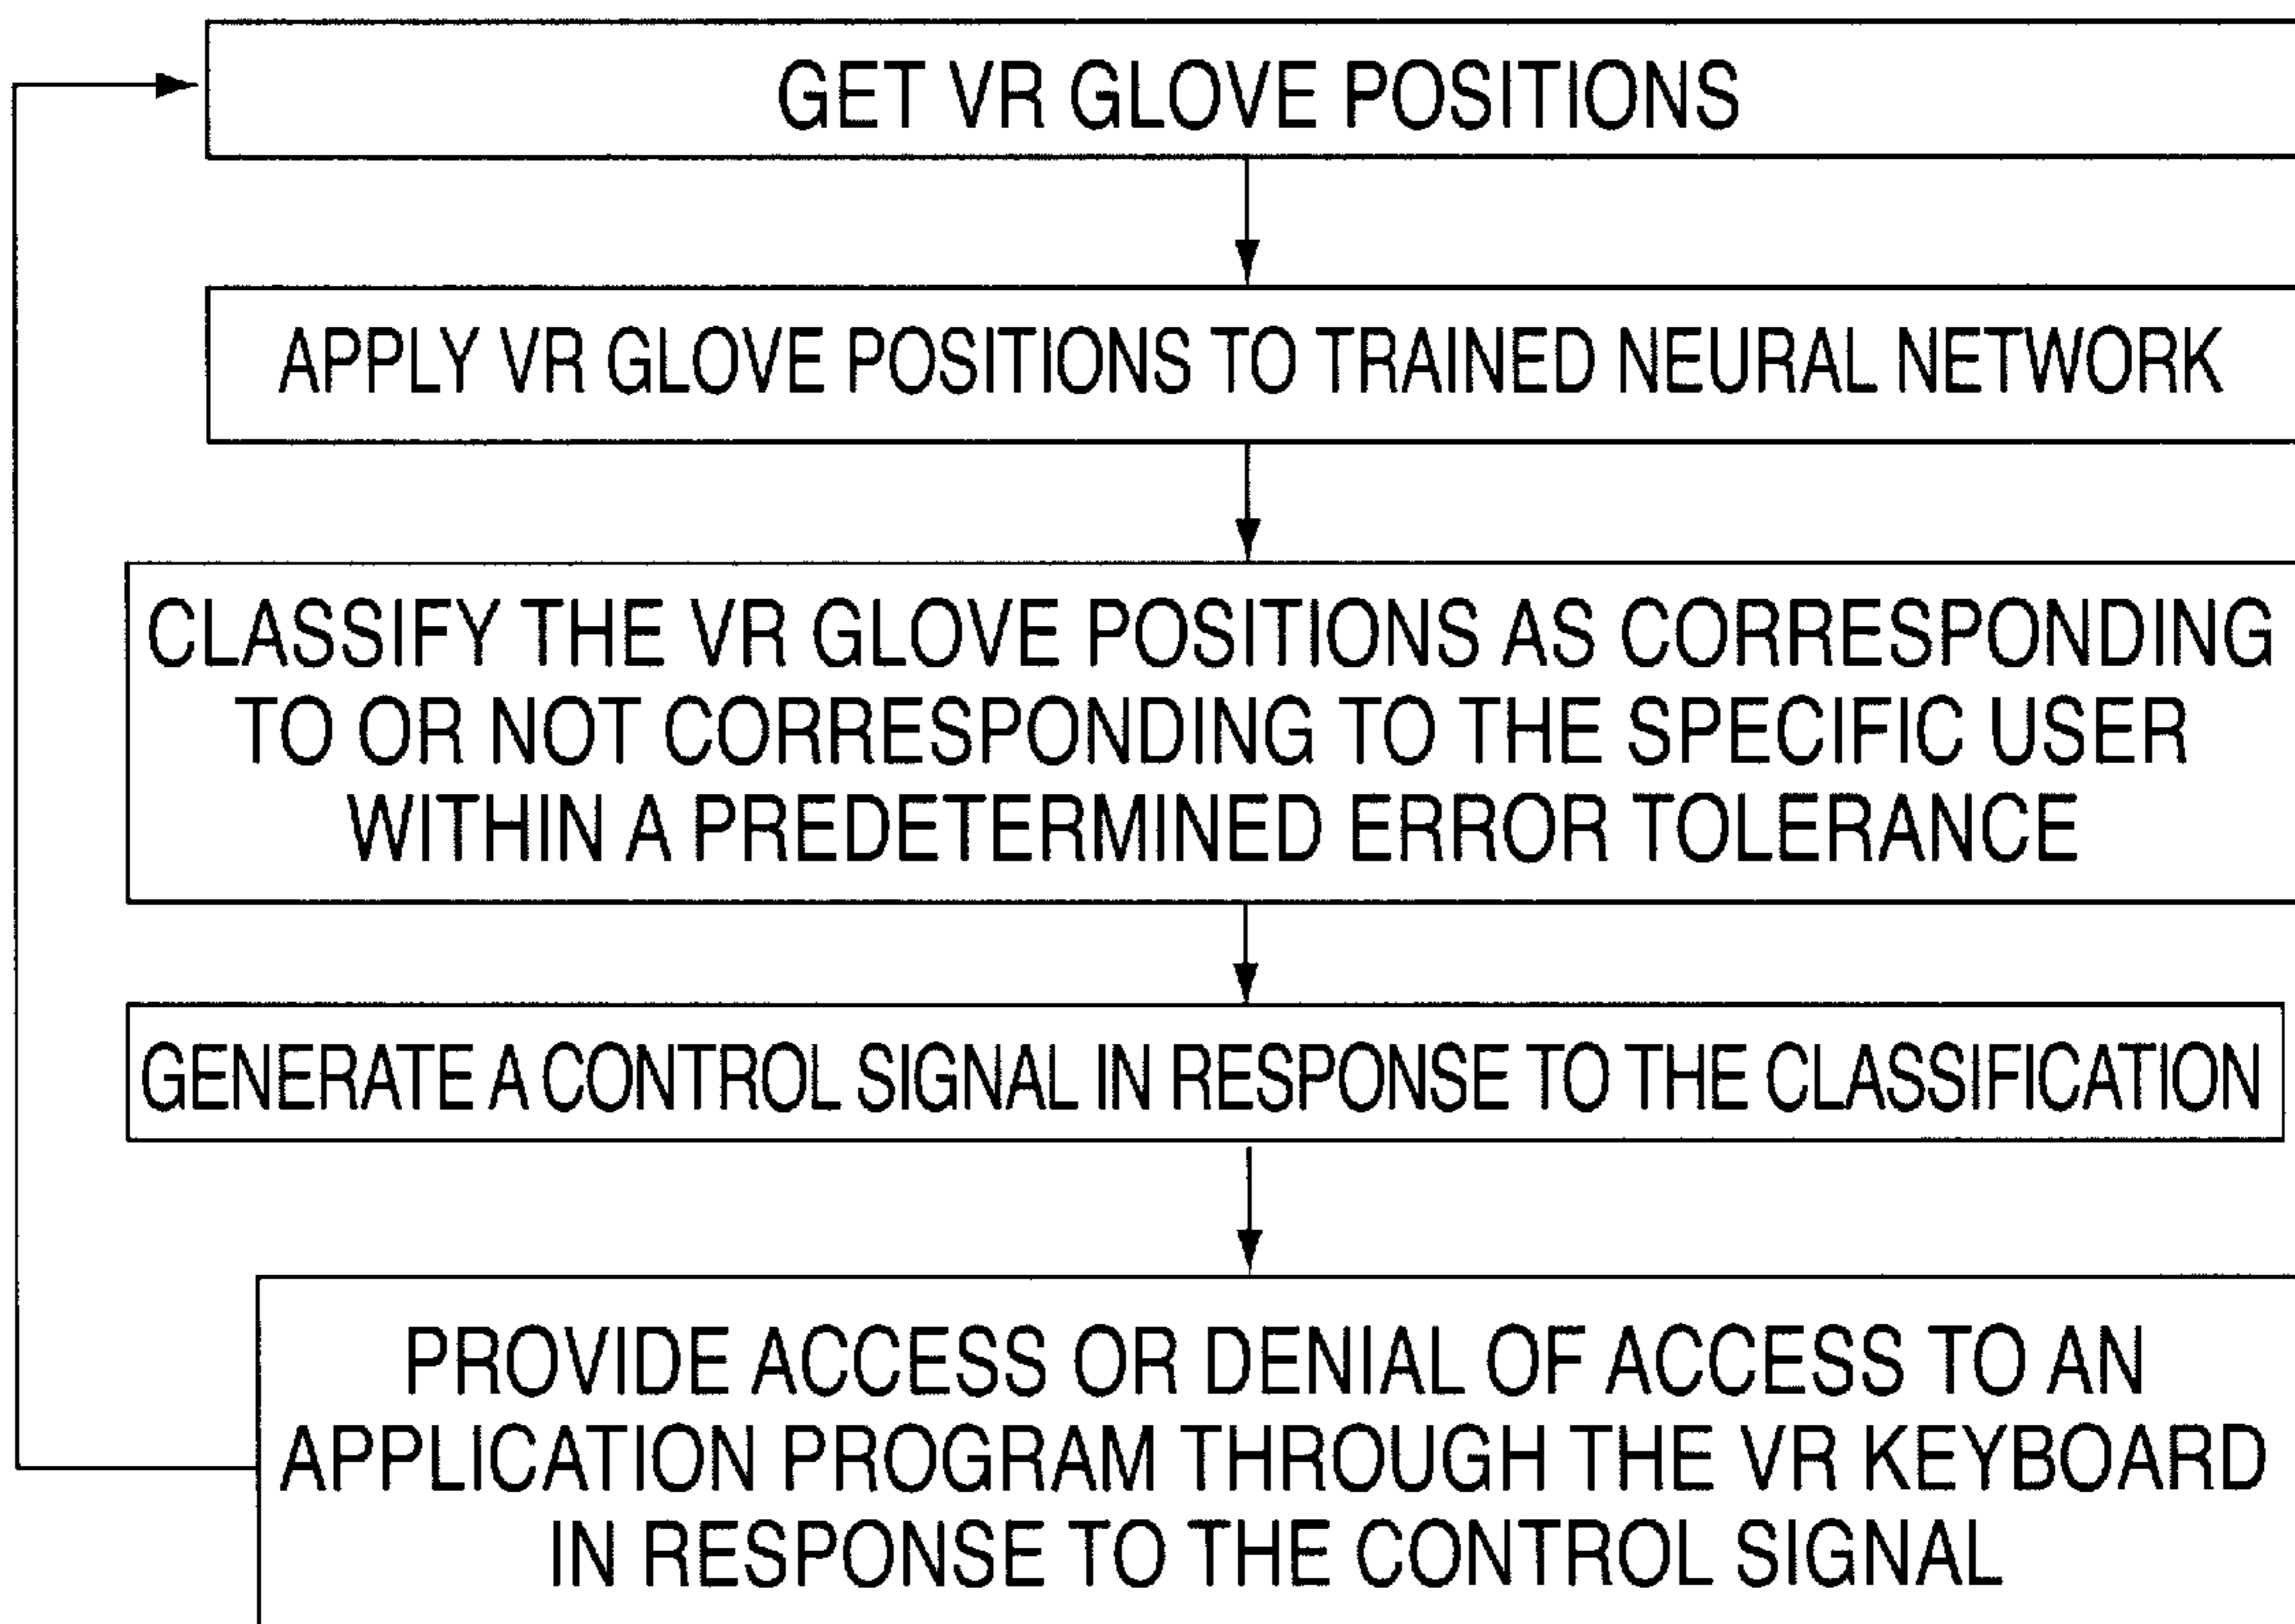 GET VR GLOVE POSITIONS
APPLY VR GLOVE POSITIONS TO TRAINED NEURAL NETWORK
CLASSIFY THE VR GLOVE POSITIONS AS CORRESPONDING
TO OR NOT CORRESPONDING TO THE SPECIFIC USER
WITHIN A PREDETERMINED ERROR TOLERANCE
GENERATE A CONTROL SIGNAL IN RESPONSE TO THE CLASSIFICATION
PROVIDE ACCESS OR DENIAL OF ACCESS TO AN
APPLICATION PROGRAM THROUGH THE VR KEYBOARD
IN RESPONSE TO THE CONTROL SIGNAL